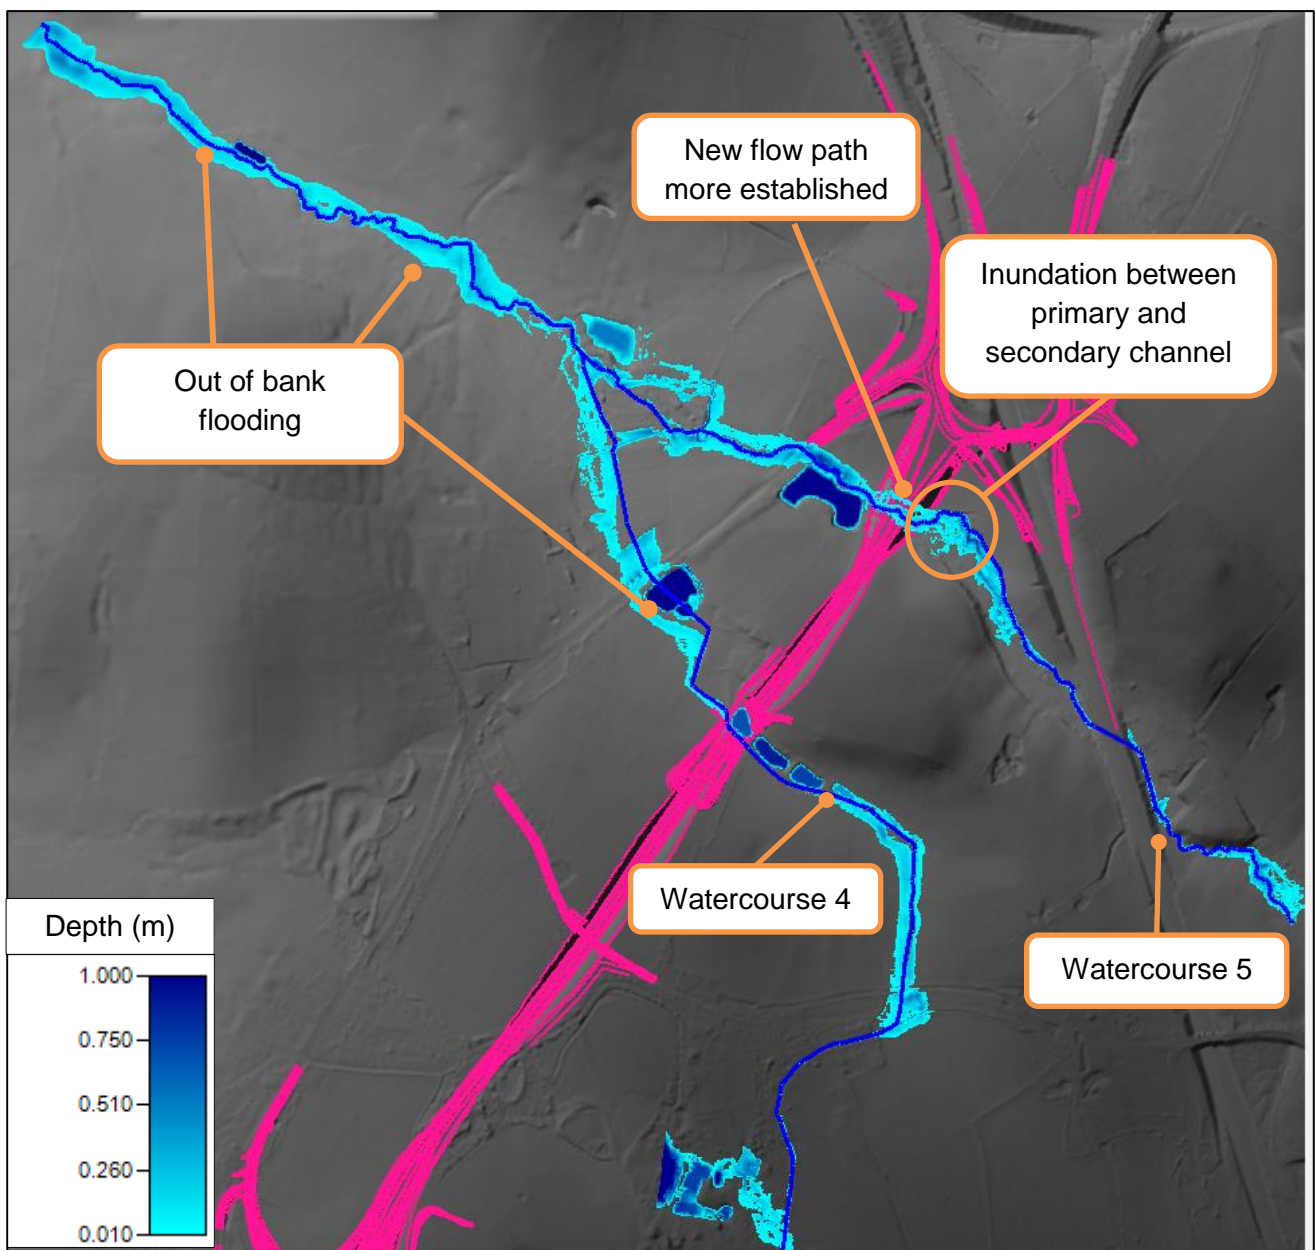 New flow path
more established
Inundation between
primary and
secondary channel
Out of bank
flooding
Watercourse 4
Watercourse 5
Depth (m)
1.000
0.750
0.510
0.260
0.010